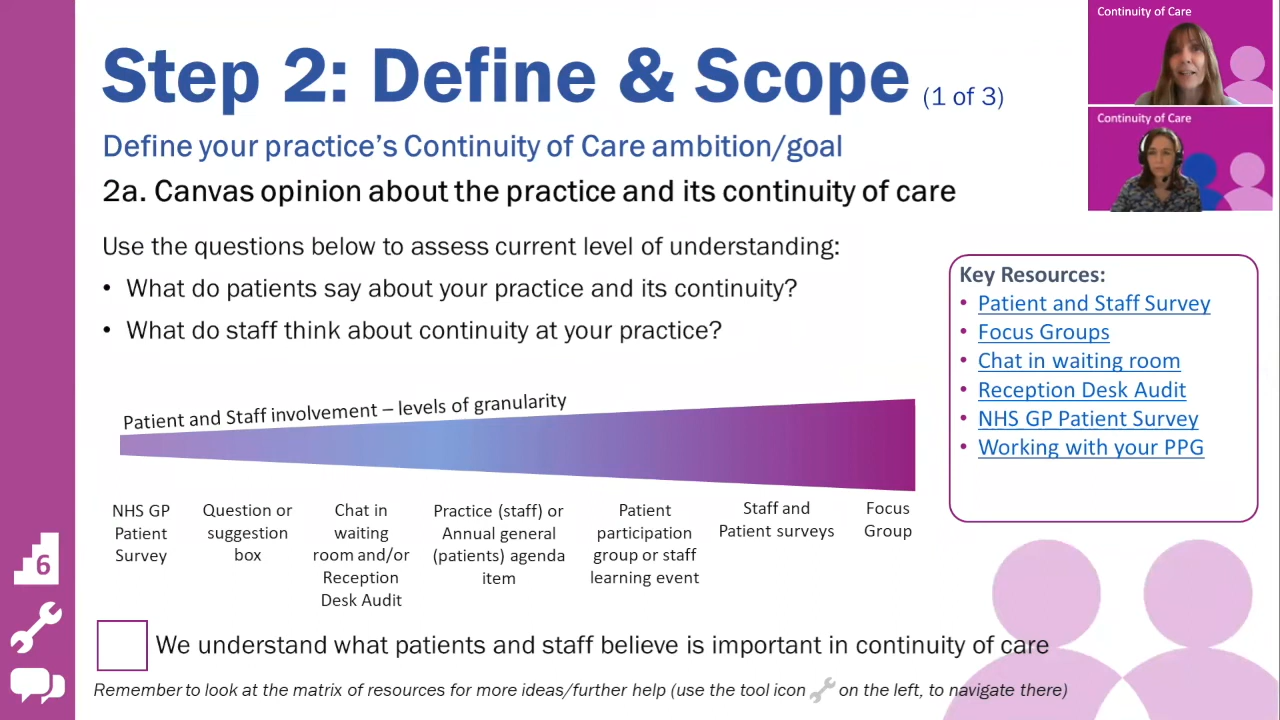 Step 2: Define & Scope (1 of 3)
Define your practice's Continuity of Care ambition/goal
2a. Canvas opinion about the practice and its continuity of care
Use the questions below to assess current level of understanding:
• What do patients say about your practice and its continuity?
• What do staff think about continuity at your practice?
Patient and Staff involvement – levels of granularity
NHS GP
Patient
Survey
Question or
suggestion
box
Chat in
waiting
room and/or
Reception
Desk Audit
Practice (staff) or
Annual general
(patients) agenda
item
Patient
participation
group or staff
learning event
Staff and
Patient surveys
Focus
Group
Key Resources:
• Patient and Staff Survey
• Focus Groups
• Chat in waiting room
• Reception Desk Audit
• NHS GP Patient Survey
• Working with your PPG
Continuity of Care
Continuity of Care
6
We understand what patients and staff believe is important in continuity of care
Remember to look at the matrix of resources for more ideas/further help (use the tool icon on the left, to navigate there)